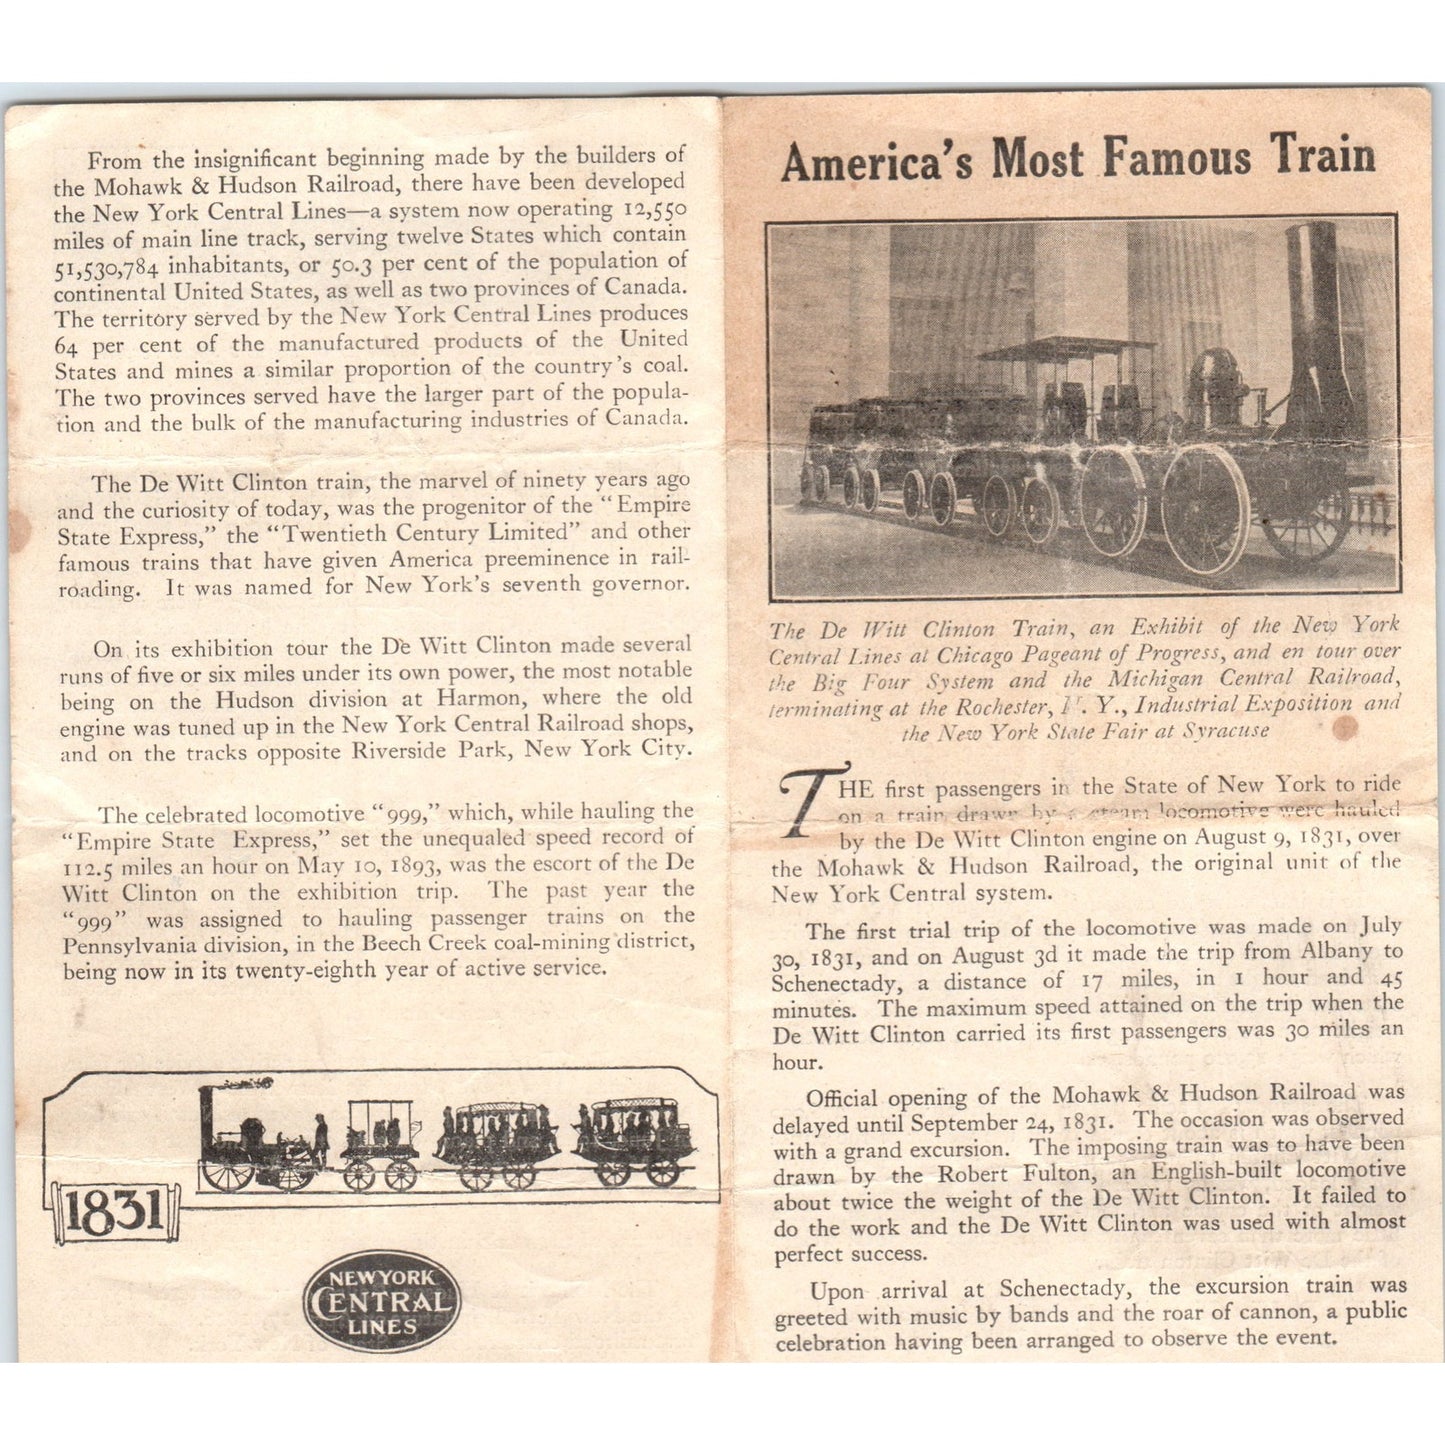 From the insignificant beginning made by the builders of
the Mohawk & Hudson Railroad, there have been developed
the New York Central Lines—a system now operating 12,550
miles of main line track, serving twelve States which contain
51,530,784 inhabitants, or 50.3 per cent of the population of
continental United States, as well as two provinces of Canada.
The territory served by the New York Central Lines produces
64 per cent of the manufactured products of the United
States and mines a similar proportion of the country's coal.
The two provinces served have the larger part of the popula-
tion and the bulk of the manufacturing industries of Canada.
The De Witt Clinton train, the marvel of ninety years ago
and the curiosity of today, was the progenitor of the "Empire
State Express," the "Twentieth Century Limited" and other
famous trains that have given America preeminence in rail-
roading. It was named for New York's seventh governor.
On its exhibition tour the De Witt Clinton made several
runs of five or six miles under its own power, the most notable
being on the Hudson division at Harmon, where the old
engine was tuned up in the New York Central Railroad shops,
and on the tracks opposite Riverside Park, New York City.
The celebrated locomotive "999," which, while hauling the
"Empire State Express," set the unequaled speed record of
112.5 miles an hour on May 10, 1893, was the escort of the De
Witt Clinton on the exhibition trip. The past year the
"999" was assigned to hauling passenger trains on the
Pennsylvania division, in the Beech Creek coal-mining district,
being now in its twenty-eighth year of active service.
1831
NEW YORK
CENTRAL
LINES
America's Most Famous Train
The De Witt Clinton Train, an Exhibit of the New York
Central Lines at Chicago Pageant of Progress, and en tour over
the Big Four System and the Michigan Central Railroad,
terminating at the Rochester, N. Y., Industrial Exposition and
the New York State Fair at Syracuse
THE first passengers in the State of New York to ride
on a train drawn by a steam locomotive were hauled
by the De Witt Clinton engine on August 9, 1831, over
the Mohawk & Hudson Railroad, the original unit of the
New York Central system.
The first trial trip of the locomotive was made on July
30, 1831, and on August 3d it made the trip from Albany to
Schenectady, a distance of 17 miles, in 1 hour and 45
minutes. The maximum speed attained on the trip when the
De Witt Clinton carried its first passengers was 30 miles an
hour.
Official opening of the Mohawk & Hudson Railroad was
delayed until September 24, 1831. The occasion was observed
with a grand excursion. The imposing train was to have been
drawn by the Robert Fulton, an English-built locomotive
about twice the weight of the De Witt Clinton. It failed to
do the work and the De Witt Clinton was used with almost
perfect success.
Upon arrival at Schenectady, the excursion train was
greeted with music by bands and the roar of cannon, a public
celebration having been arranged to observe the event.